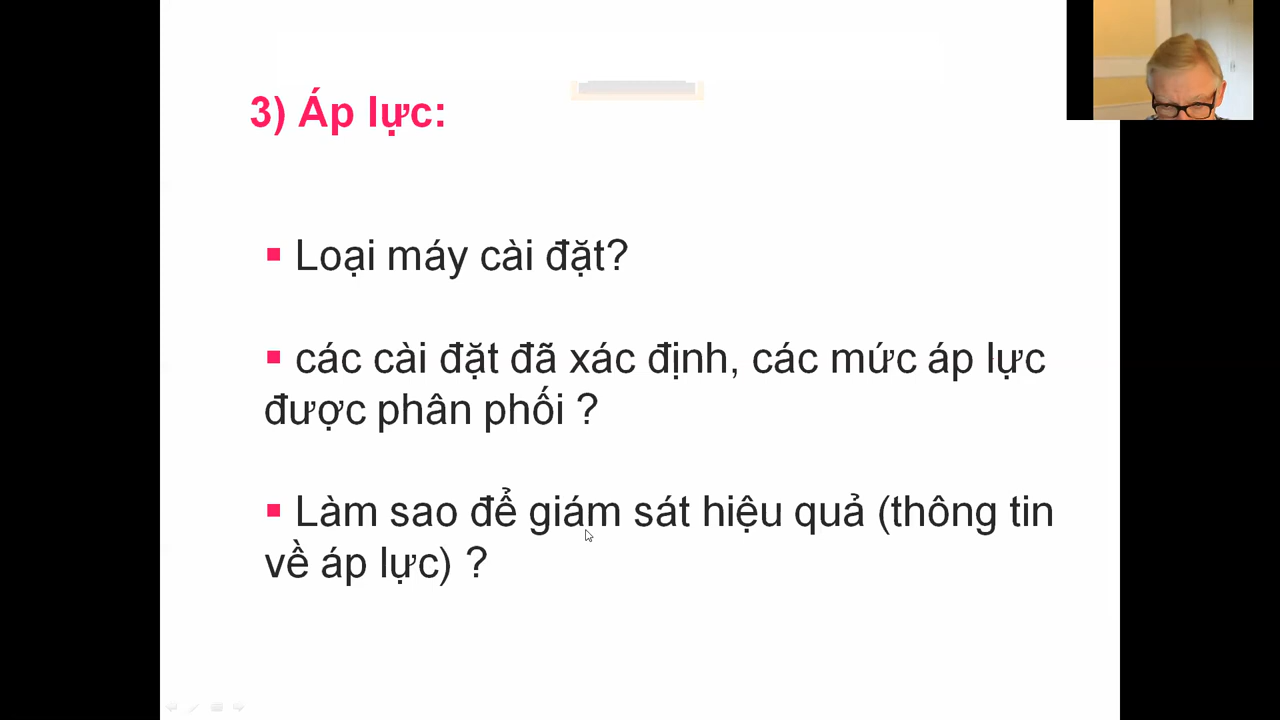 3) Áp lực:
Loại máy cài đặt?
các cài đặt đã xác định, các mức áp lực
được phân phối ?
Làm sao để giám sát hiệu quả (thông tin
về áp lực) ?